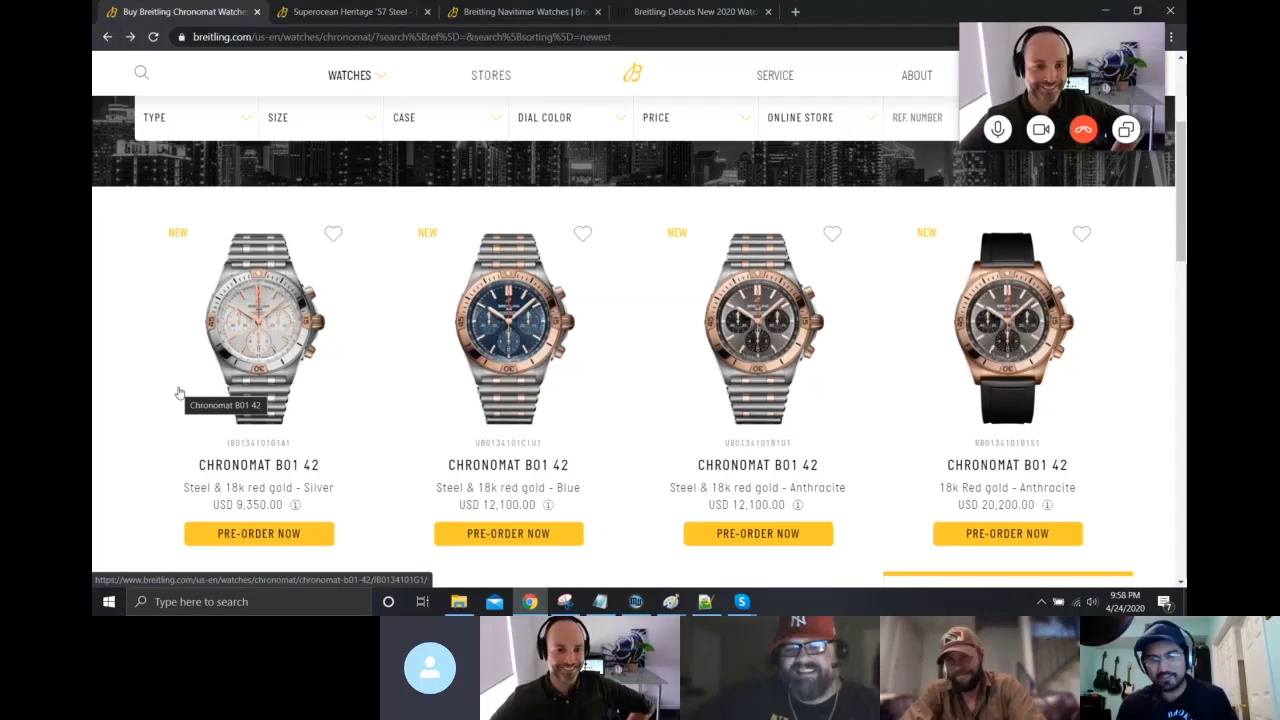 Buy Breitling Chronomat Watche
Superocean Heritage '57 Steel -
Breitling Navitimer Watches | Bre
Breitling Debuts New 2020 Wat
breitling.com/us-en/watches/chronomat/?search%5Bref%5D=&search%5Bsorting%5D=newest
WATCHES
STORES
SERVICE
ABOUT
TYPE
SIZE
CASE
DIAL COLOR
PRICE
ONLINE STORE
REF. NUMBER
NEW
NEW
NEW
NEW
Chronomat B01 42
IB0134101G1A1
UB0134101C1U1
UB0134101B1U1
RB0134101B1S1
CHRONOMAT B01 42
CHRONOMAT B01 42
CHRONOMAT B01 42
CHRONOMAT B01 42
Steel & 18k red gold - Silver
Steel & 18k red gold - Blue
Steel & 18k red gold - Anthracite
18k Red gold - Anthracite
USD 9,350.00
USD 12,100.00
USD 12,100.00
USD 20,200.00
PRE-ORDER NOW
PRE-ORDER NOW
PRE-ORDER NOW
PRE-ORDER NOW
https://www.breitling.com/us-en/watches/chronomat/chronomat-b01-42/IB0134101G1/
Type here to search
9:58 PM
4/24/2020
7